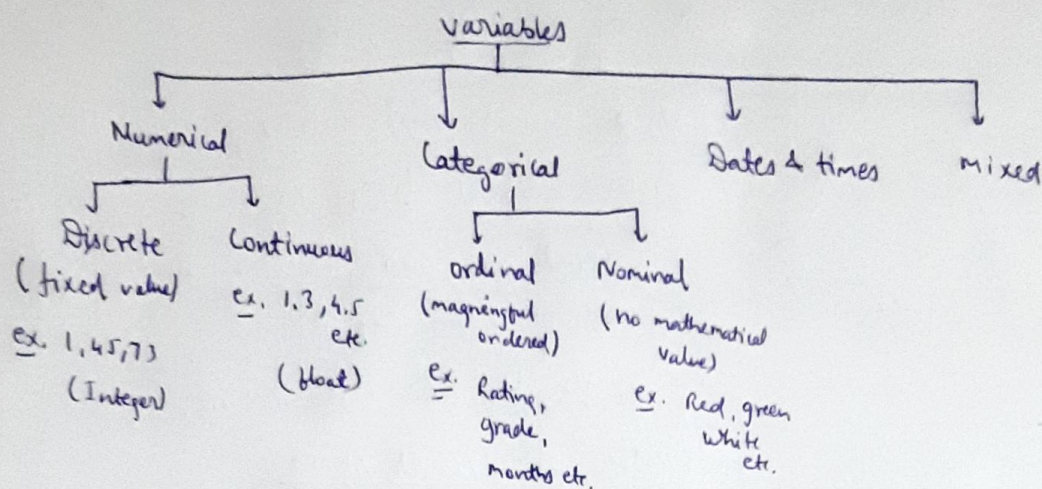 Variables
Numerical
Categorical
Dates & times
Mixed
Discrete
(fixed value)
ex. 1,45,73
(Integer)
Continuous
ex. 1.3, 4.5
etc.
(float)
ordinal
(magningful
ordered)
ex. Rating,
grade,
months etc.
Nominal
(no mathematical
value)
ex. Red, green
white
etc.